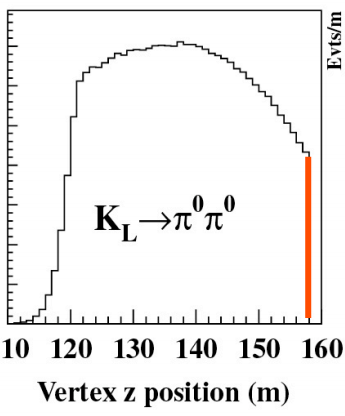 Evts/m
K_L→π⁰π⁰
10 120 130 140 150 160
Vertex z position (m)